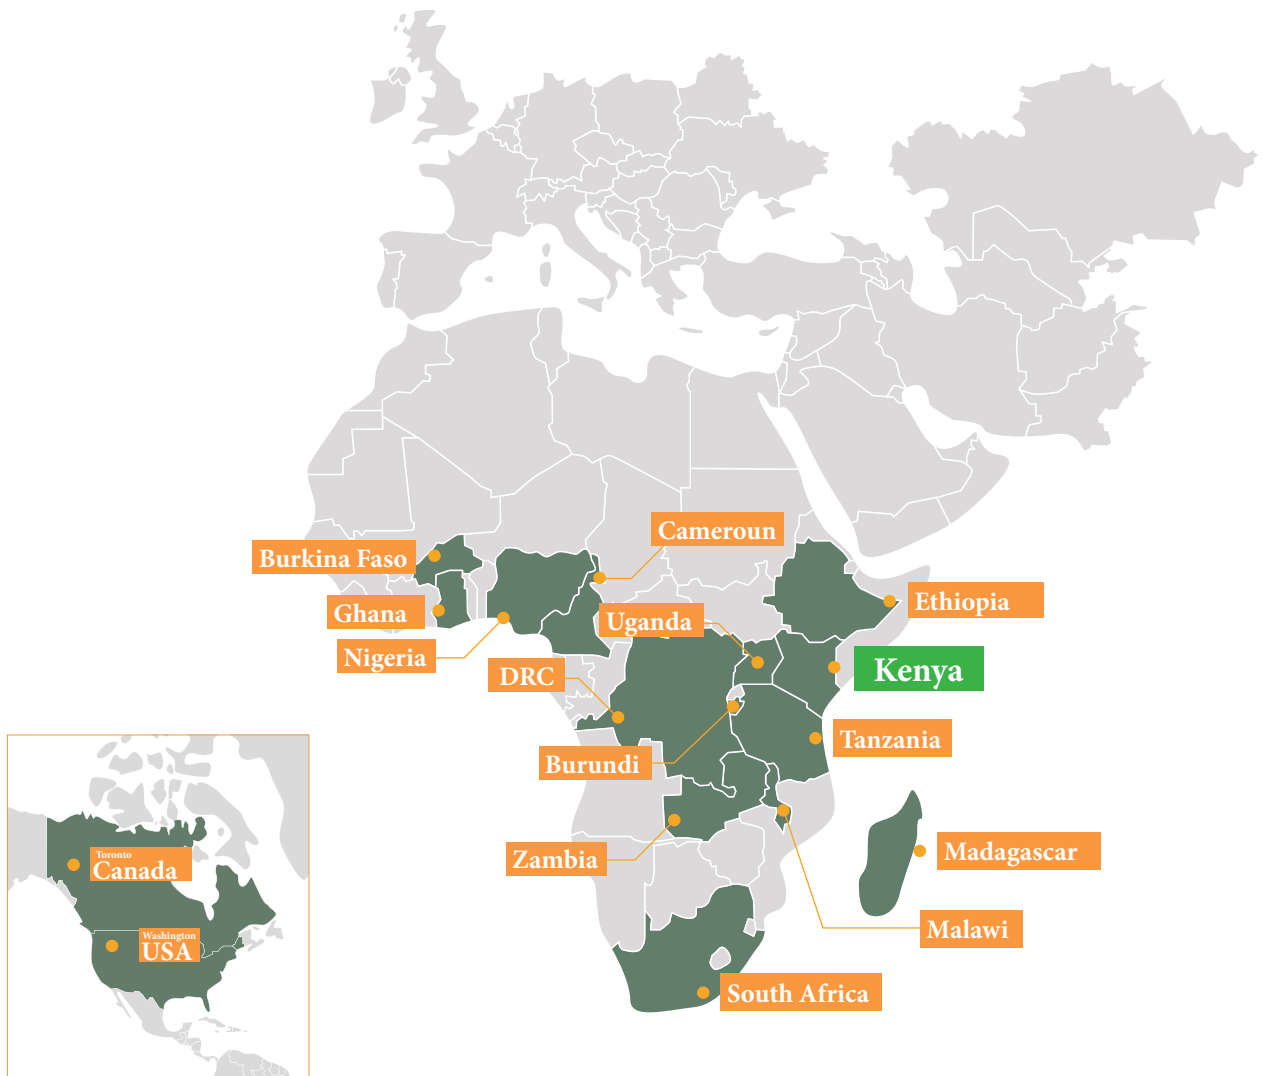 Cameroun
Burkina Faso
Ethiopia
Ghana
Uganda
Nigeria
Kenya
DRC
Tanzania
Burundi
Zambia
Madagascar
Malawi
South Africa
Toronto
Canada
Washington
USA